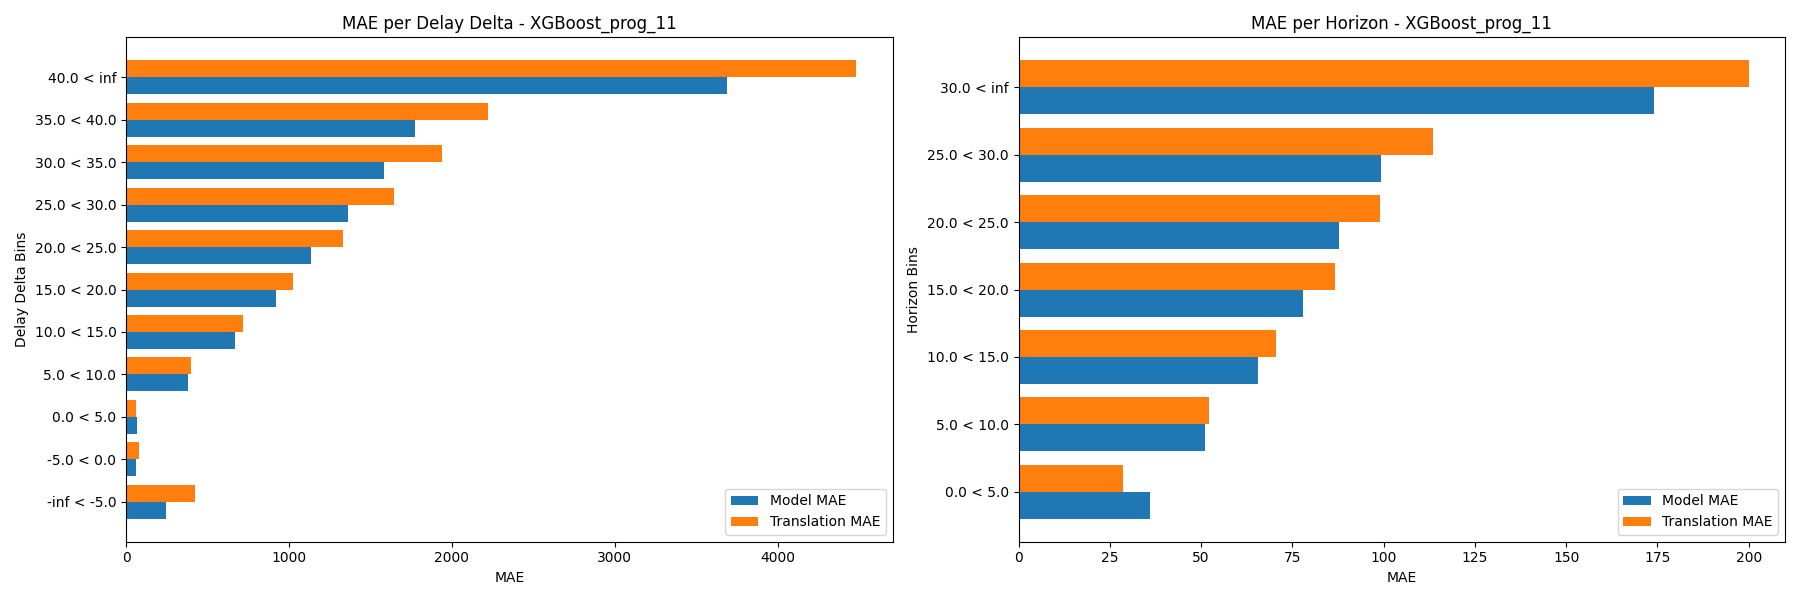 MAE per Delay Delta - XGBoost_prog_11
Delay Delta Bins
40.0 < inf
35.0 < 40.0
30.0 < 35.0
25.0 < 30.0
20.0 < 25.0
15.0 < 20.0
10.0 < 15.0
5.0 < 10.0
0.0 < 5.0
-5.0 < 0.0
-inf < -5.0
Model MAE
Translation MAE
0 1000 2000 3000 4000
MAE
MAE per Horizon - XGBoost_prog_11
Horizon Bins
30.0 < inf
25.0 < 30.0
20.0 < 25.0
15.0 < 20.0
10.0 < 15.0
5.0 < 10.0
0.0 < 5.0
Model MAE
Translation MAE
0 25 50 75 100 125 150 175 200
MAE